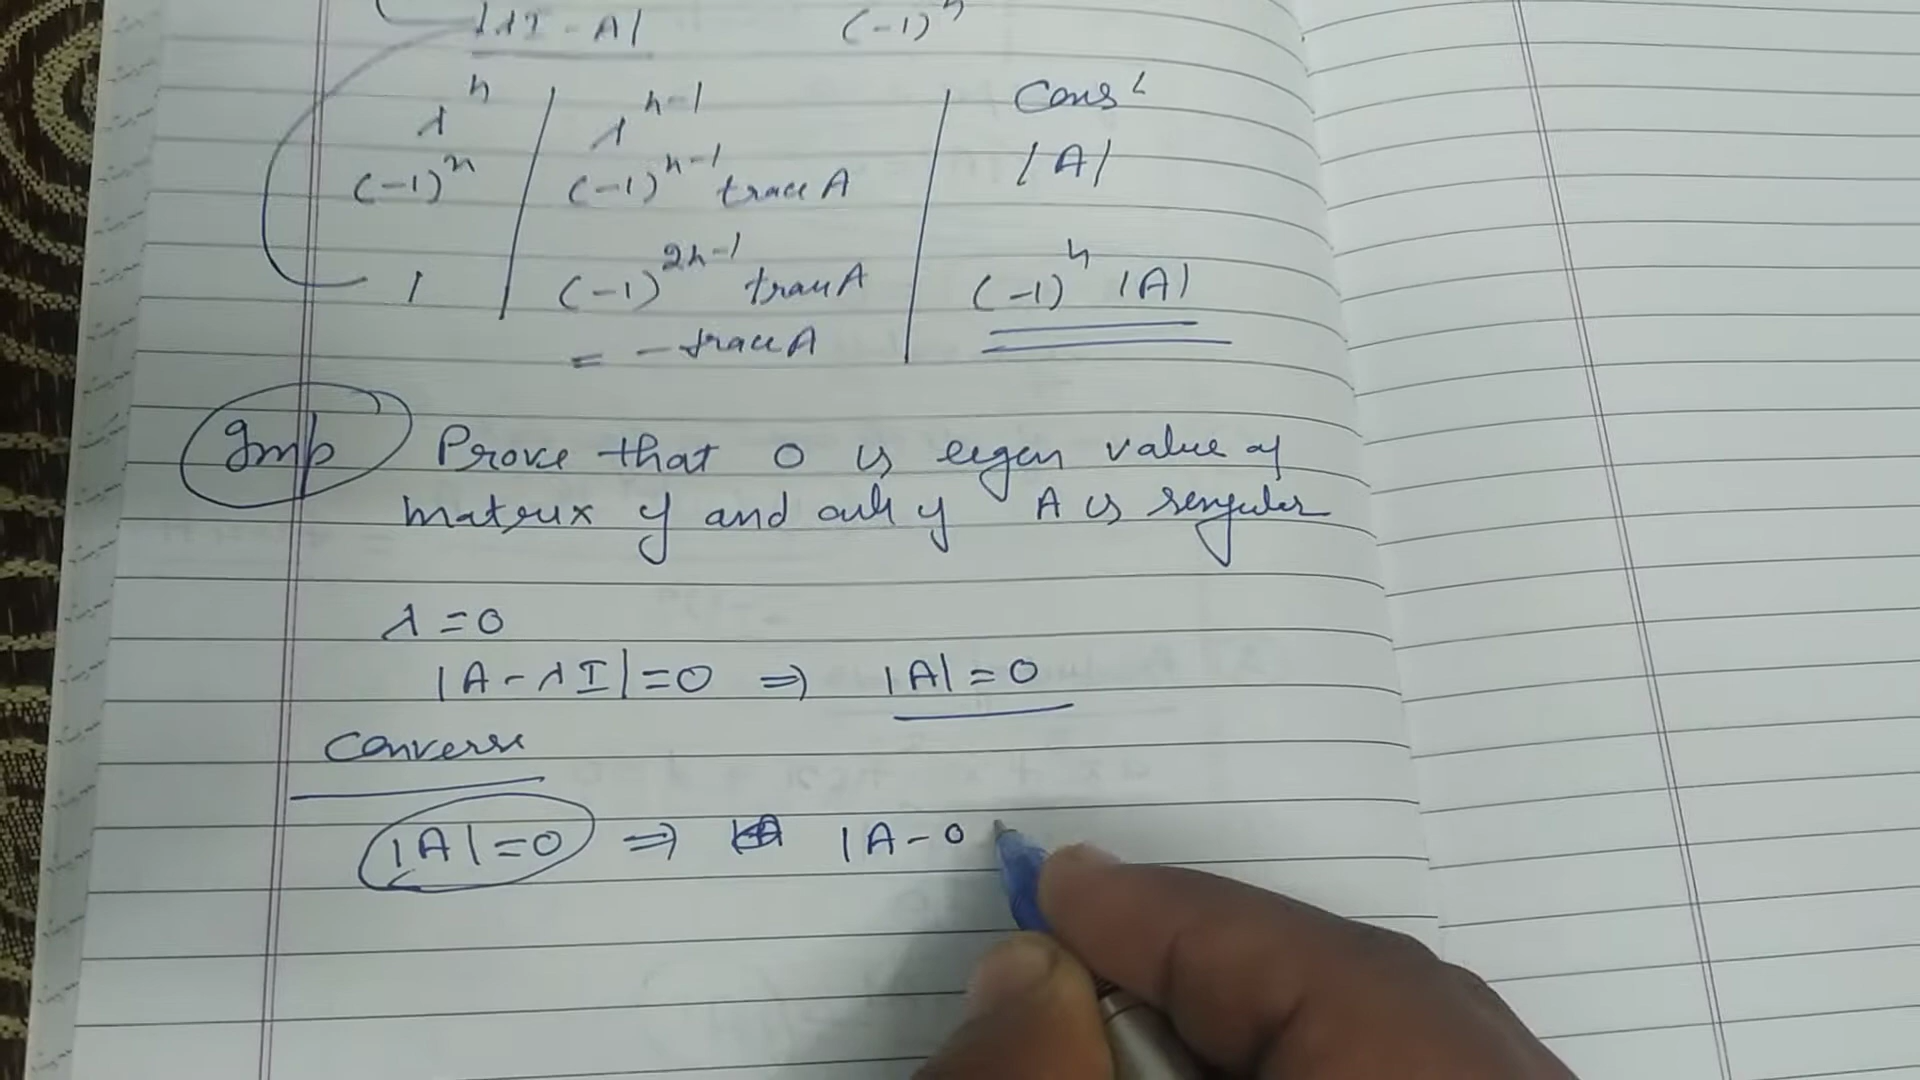 |λI - A| (-1)^n
λ^n λ^{n-1} Const
(-1)^n (-1)^{n-1} trace A |A|
1 (-1)^{2n-1} trace A (-1)^n |A|
= - trace A
Imp Prove that 0 is eigen value of
matrix if and only if A is singular
λ = 0
|A - λI| = 0 ⇒ |A| = 0
Converse
|A| = 0 ⇒ |A - 0